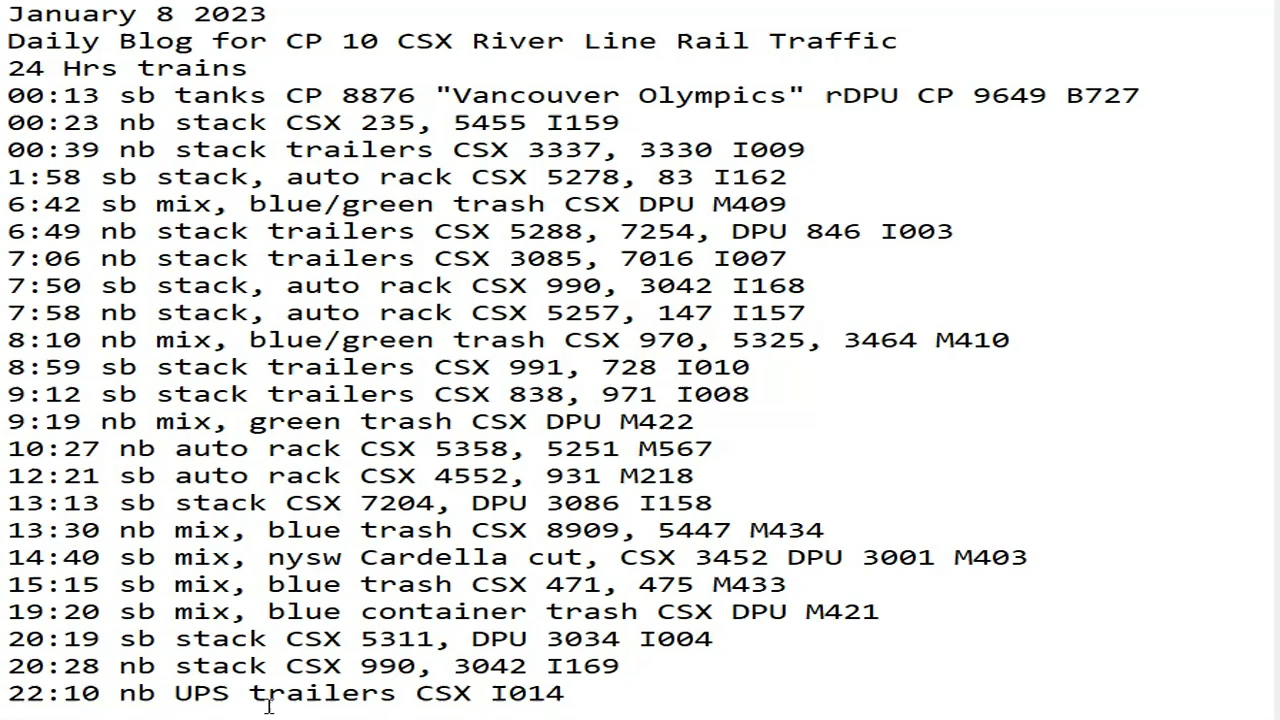 January 8 2023
Daily Blog for CP 10 CSX River Line Rail Traffic
24 Hrs trains
00:13 sb tanks CP 8876 "Vancouver Olympics" rDPU CP 9649 B727
00:23 nb stack CSX 235, 5455 I159
00:39 nb stack trailers CSX 3337, 3330 I009
1:58 sb stack, auto rack CSX 5278, 83 I162
6:42 sb mix, blue/green trash CSX DPU M409
6:49 nb stack trailers CSX 5288, 7254, DPU 846 I003
7:06 nb stack trailers CSX 3085, 7016 I007
7:50 sb stack, auto rack CSX 990, 3042 I168
7:58 nb stack, auto rack CSX 5257, 147 I157
8:10 nb mix, blue/green trash CSX 970, 5325, 3464 M410
8:59 sb stack trailers CSX 991, 728 I010
9:12 sb stack trailers CSX 838, 971 I008
9:19 nb mix, green trash CSX DPU M422
10:27 nb auto rack CSX 5358, 5251 M567
12:21 sb auto rack CSX 4552, 931 M218
13:13 sb stack CSX 7204, DPU 3086 I158
13:30 nb mix, blue trash CSX 8909, 5447 M434
14:40 sb mix, nysw Cardella cut, CSX 3452 DPU 3001 M403
15:15 sb mix, blue trash CSX 471, 475 M433
19:20 sb mix, blue container trash CSX DPU M421
20:19 sb stack CSX 5311, DPU 3034 I004
20:28 nb stack CSX 990, 3042 I169
22:10 nb UPS trailers CSX I014